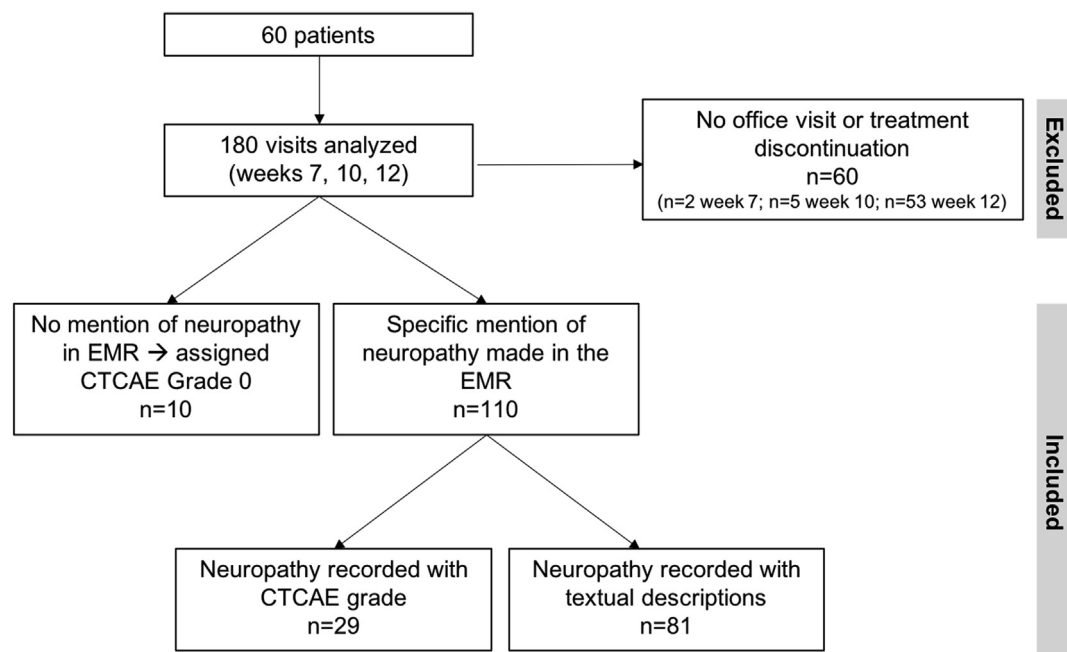 60 patients
180 visits analyzed
(weeks 7, 10, 12)
No office visit or treatment
discontinuation
n=60
(n=2 week 7; n=5 week 10; n=53 week 12)
Excluded
No mention of neuropathy
in EMR → assigned
CTCAE Grade 0
n=10
Specific mention of
neuropathy made in the
EMR
n=110
Included
Neuropathy recorded with
CTCAE grade
n=29
Neuropathy recorded with
textual descriptions
n=81